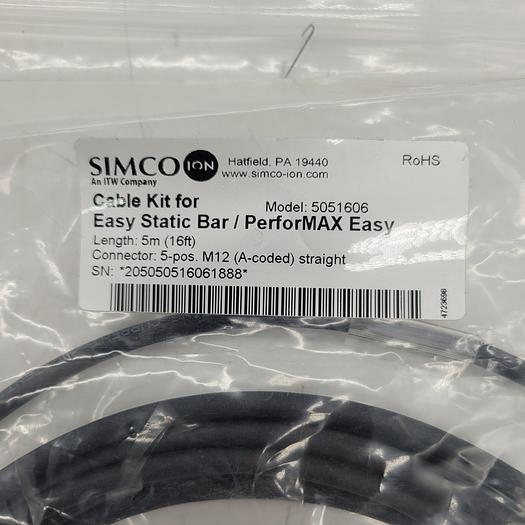 SIMCO ION
An ITW Company
Hatfield, PA 19440
www.simco-ion.com
RoHS
Cable Kit for Model: 5051606
Easy Static Bar / PerforMAX Easy
Length: 5m (16ft)
Connector: 5-pos. M12 (A-coded) straight
SN: *205050516061888*
4723698